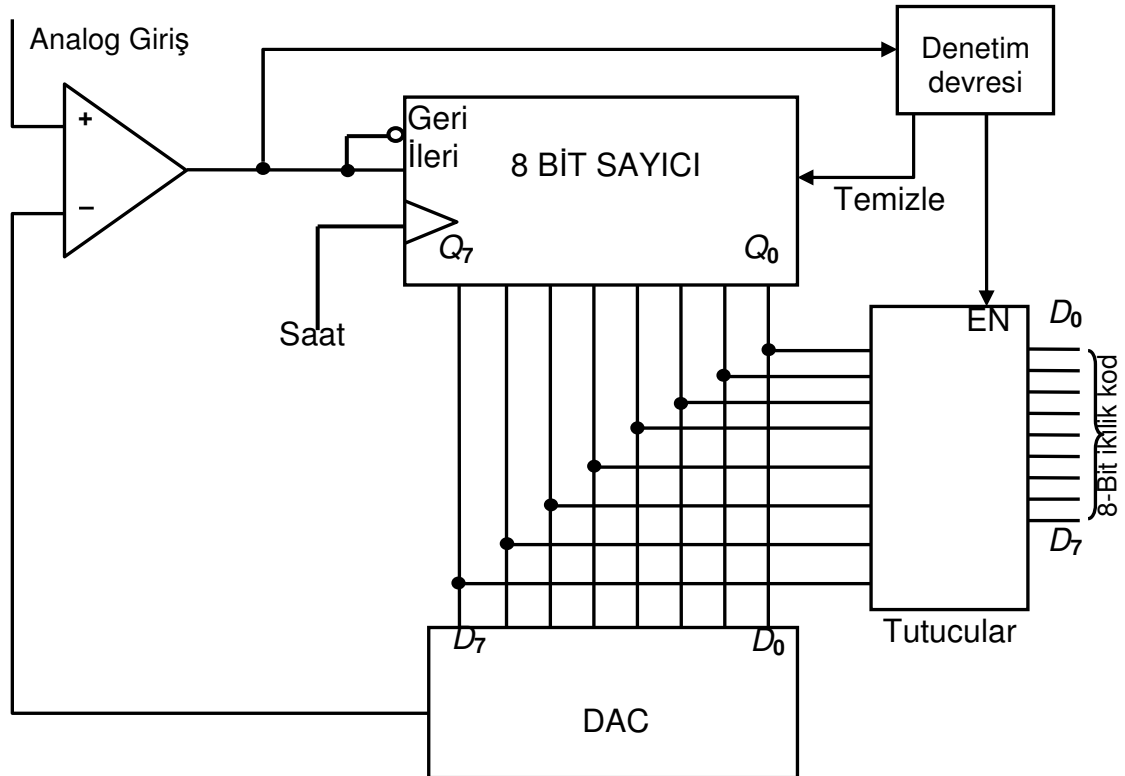 Analog Giriş
Denetim
devresi
+
Geri
İleri
8 BİT SAYICI
Temizle
−
Q7
Q0
Saat
EN
D0
8-Bit ikilik kod
D7
Tutucular
D7
D0
DAC